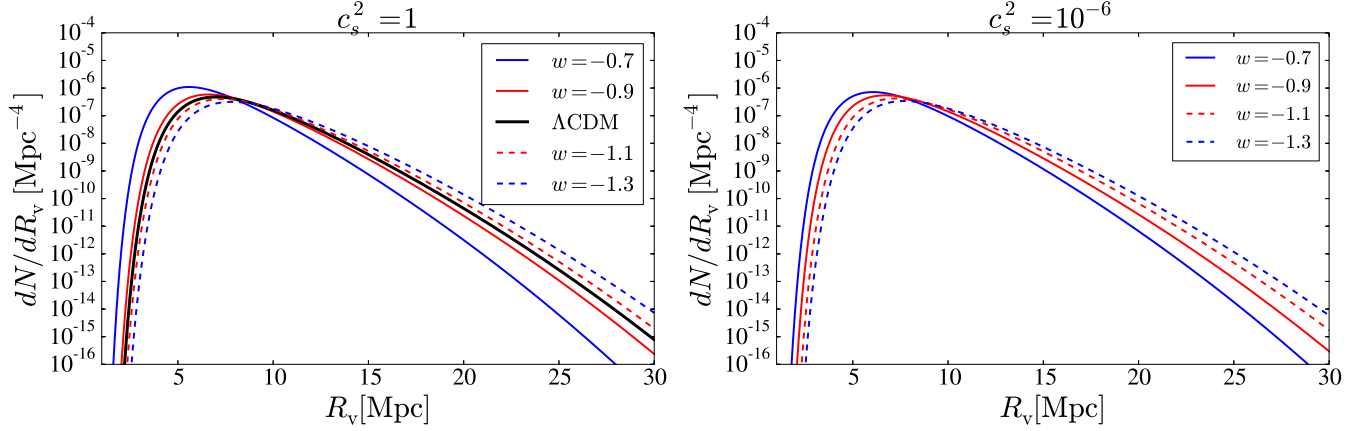 c_s^2 =1
10^-4
10^-5
10^-6
10^-7
10^-8
10^-9
10^-10
10^-11
10^-12
10^-13
10^-14
10^-15
10^-16
dN/dR_v [Mpc^-4]
w=−0.7
w=−0.9
ΛCDM
w=−1.1
w=−1.3
5 10 15 20 25 30
R_v[Mpc]
c_s^2 =10^-6
10^-4
10^-5
10^-6
10^-7
10^-8
10^-9
10^-10
10^-11
10^-12
10^-13
10^-14
10^-15
10^-16
dN/dR_v [Mpc^-4]
w=−0.7
w=−0.9
w=−1.1
w=−1.3
5 10 15 20 25 30
R_v[Mpc]